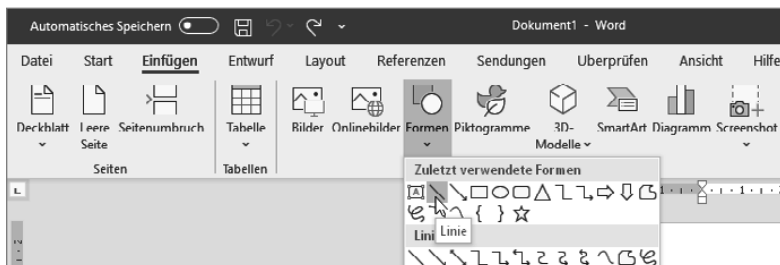 Automatisches Speichern Dokument1 - Word
Datei Start Einfügen Entwurf Layout Referenzen Sendungen Überprüfen Ansicht Hilfe
Deckblatt Leere Seitenumbruch Tabelle Bilder Onlinebilder Formen Piktogramme 3D- SmartArt Diagramm Screenshot
Seite Modelle
Seiten Tabellen Zuletzt verwendete Formen
Linie